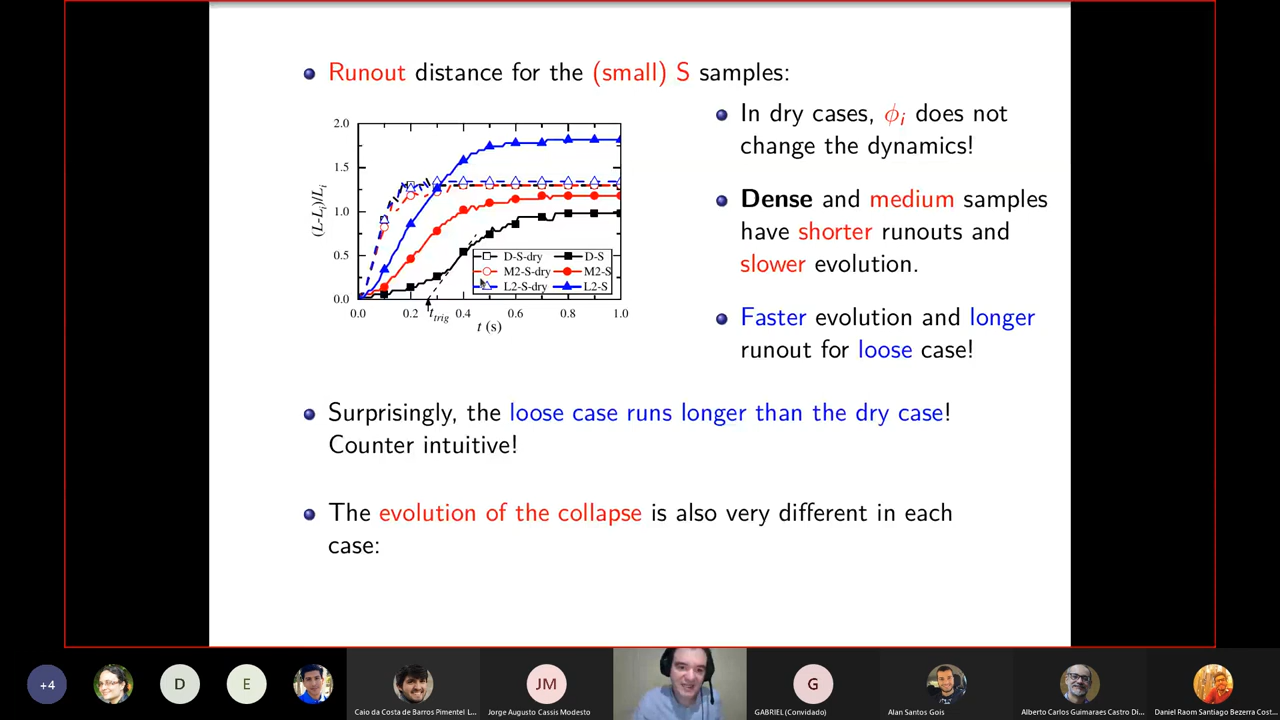 Runout distance for the (small) S samples:
2.0
1.5
1.0
0.5
0.0
(L-Li)/Li
0.0 0.2 0.4 0.6 0.8 1.0
ttrig
t (s)
D-S-dry D-S
M2-S-dry M2-S
L2-S-dry L2-S
In dry cases, ϕi does not
change the dynamics!
Dense and medium samples
have shorter runouts and
slower evolution.
Faster evolution and longer
runout for loose case!
Surprisingly, the loose case runs longer than the dry case!
Counter intuitive!
The evolution of the collapse is also very different in each
case:
+4
D
E
Caio da Costa de Barros Pimentel L...
JM
Jorge Augusto Cassis Modesto
G
GABRIEL (Convidado)
Alan Santos Gois
Alberto Carlos Guimaraes Castro Di...
Daniel Raom Santiago Bezerra Cost...